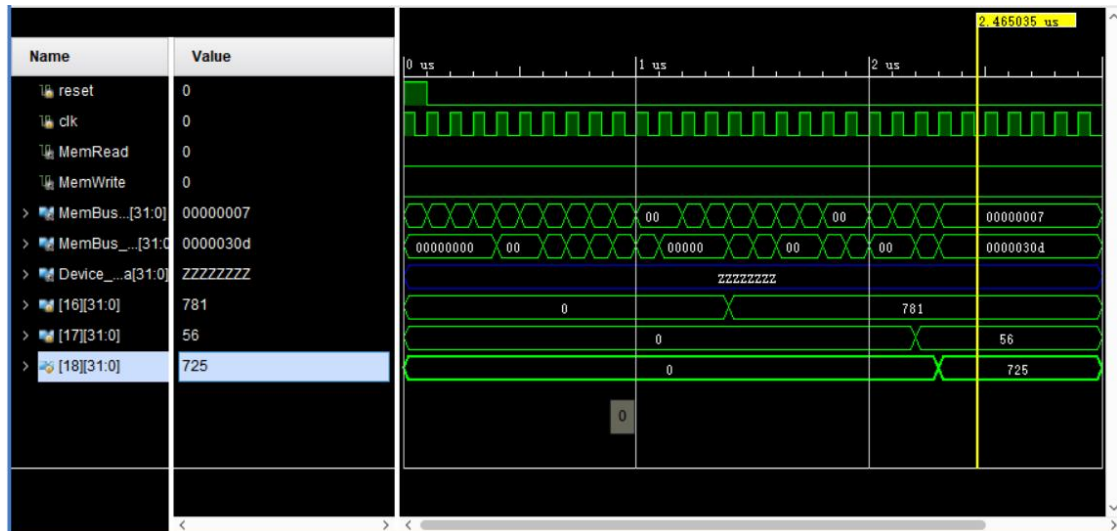 2.465035 us
Name Value
0 us 1 us 2 us
reset 0
clk 0
MemRead 0
MemWrite 0
MemBus...[31:0] 00000007 00 00 00000007
MemBus_...[31:0 0000030d 00000000 00 00000 00 00 0000030d
Device_...a[31:0] ZZZZZZZZ ZZZZZZZZ
[16][31:0] 781 0 781
[17][31:0] 56 0 56
[18][31:0] 725 0 725
0